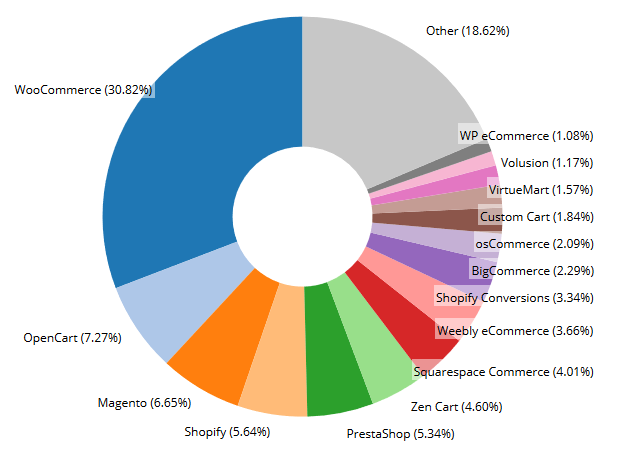 Other (18.62%)
WooCommerce (30.82%)
WP eCommerce (1.08%)
Volusion (1.17%)
VirtueMart (1.57%)
Custom Cart (1.84%)
osCommerce (2.09%)
BigCommerce (2.29%)
Shopify Conversions (3.34%)
Weebly eCommerce (3.66%)
OpenCart (7.27%)
Squarespace Commerce (4.01%)
Magento (6.65%)
Zen Cart (4.60%)
Shopify (5.64%)
PrestaShop (5.34%)